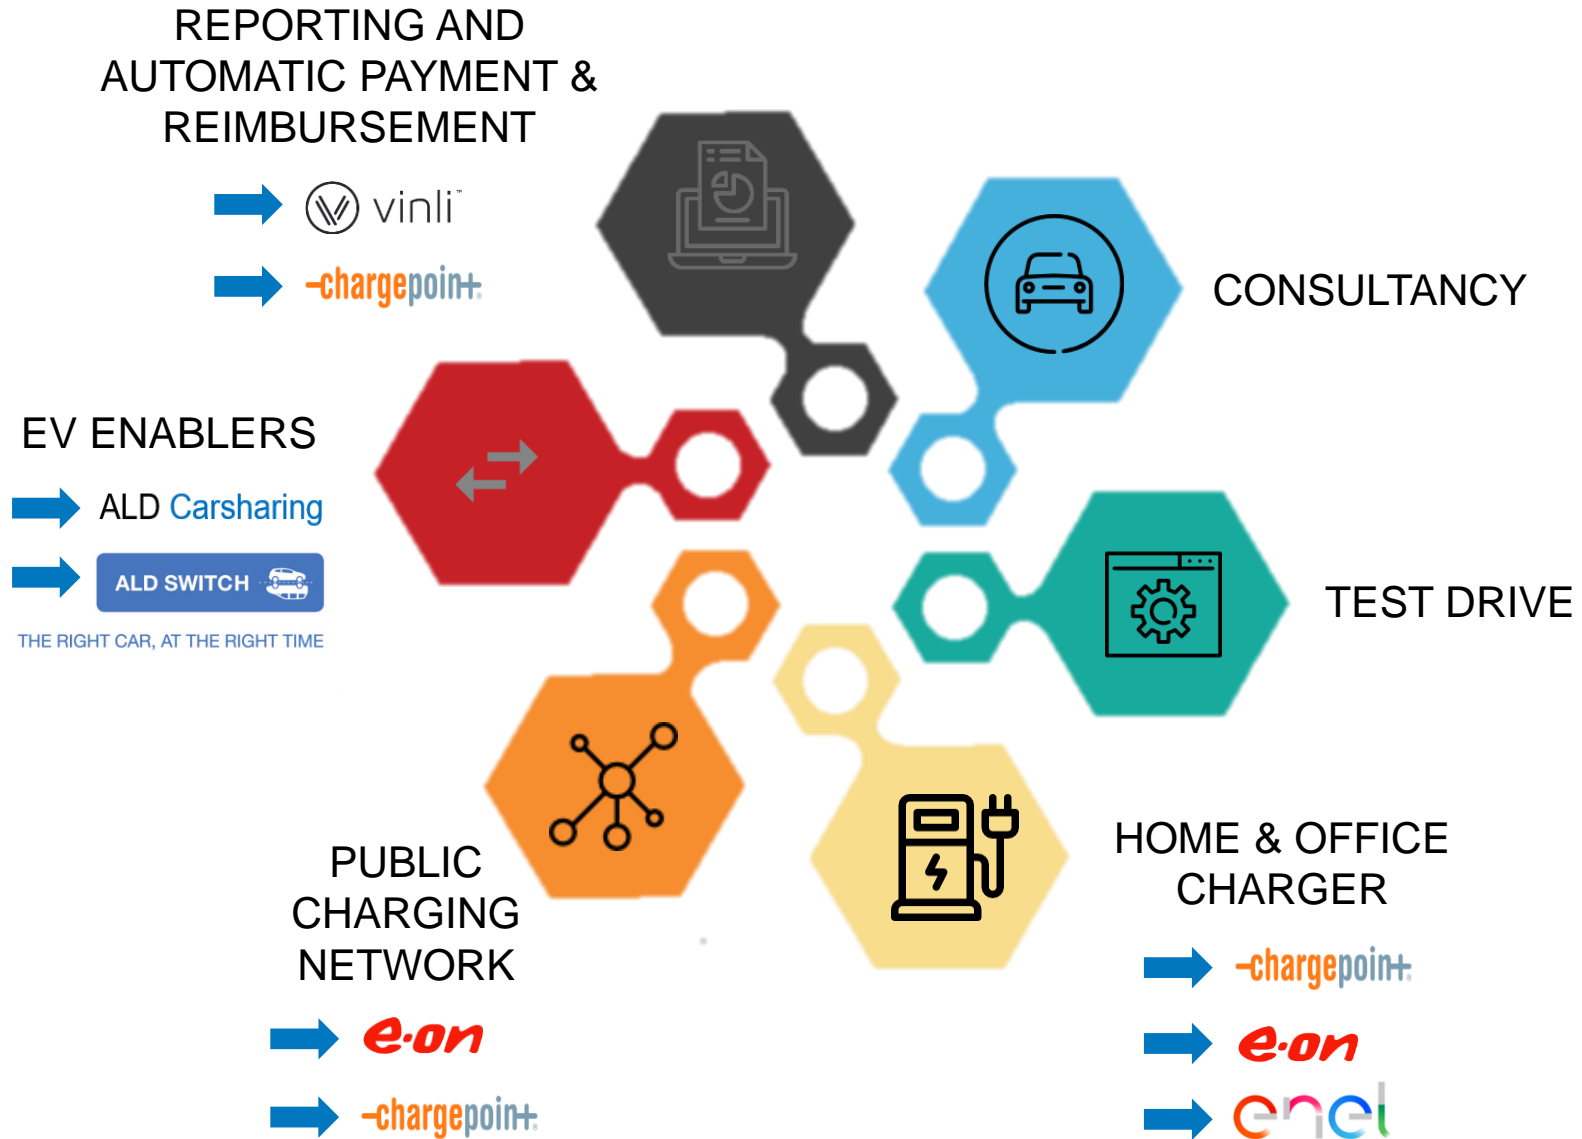 REPORTING AND
AUTOMATIC PAYMENT &
REIMBURSEMENT
vinli™
chargepoint®
CONSULTANCY
EV ENABLERS
ALD Carsharing
ALD SWITCH
THE RIGHT CAR, AT THE RIGHT TIME
TEST DRIVE
PUBLIC
CHARGING
NETWORK
e·on
chargepoint®
HOME & OFFICE
CHARGER
chargepoint®
e·on
enel